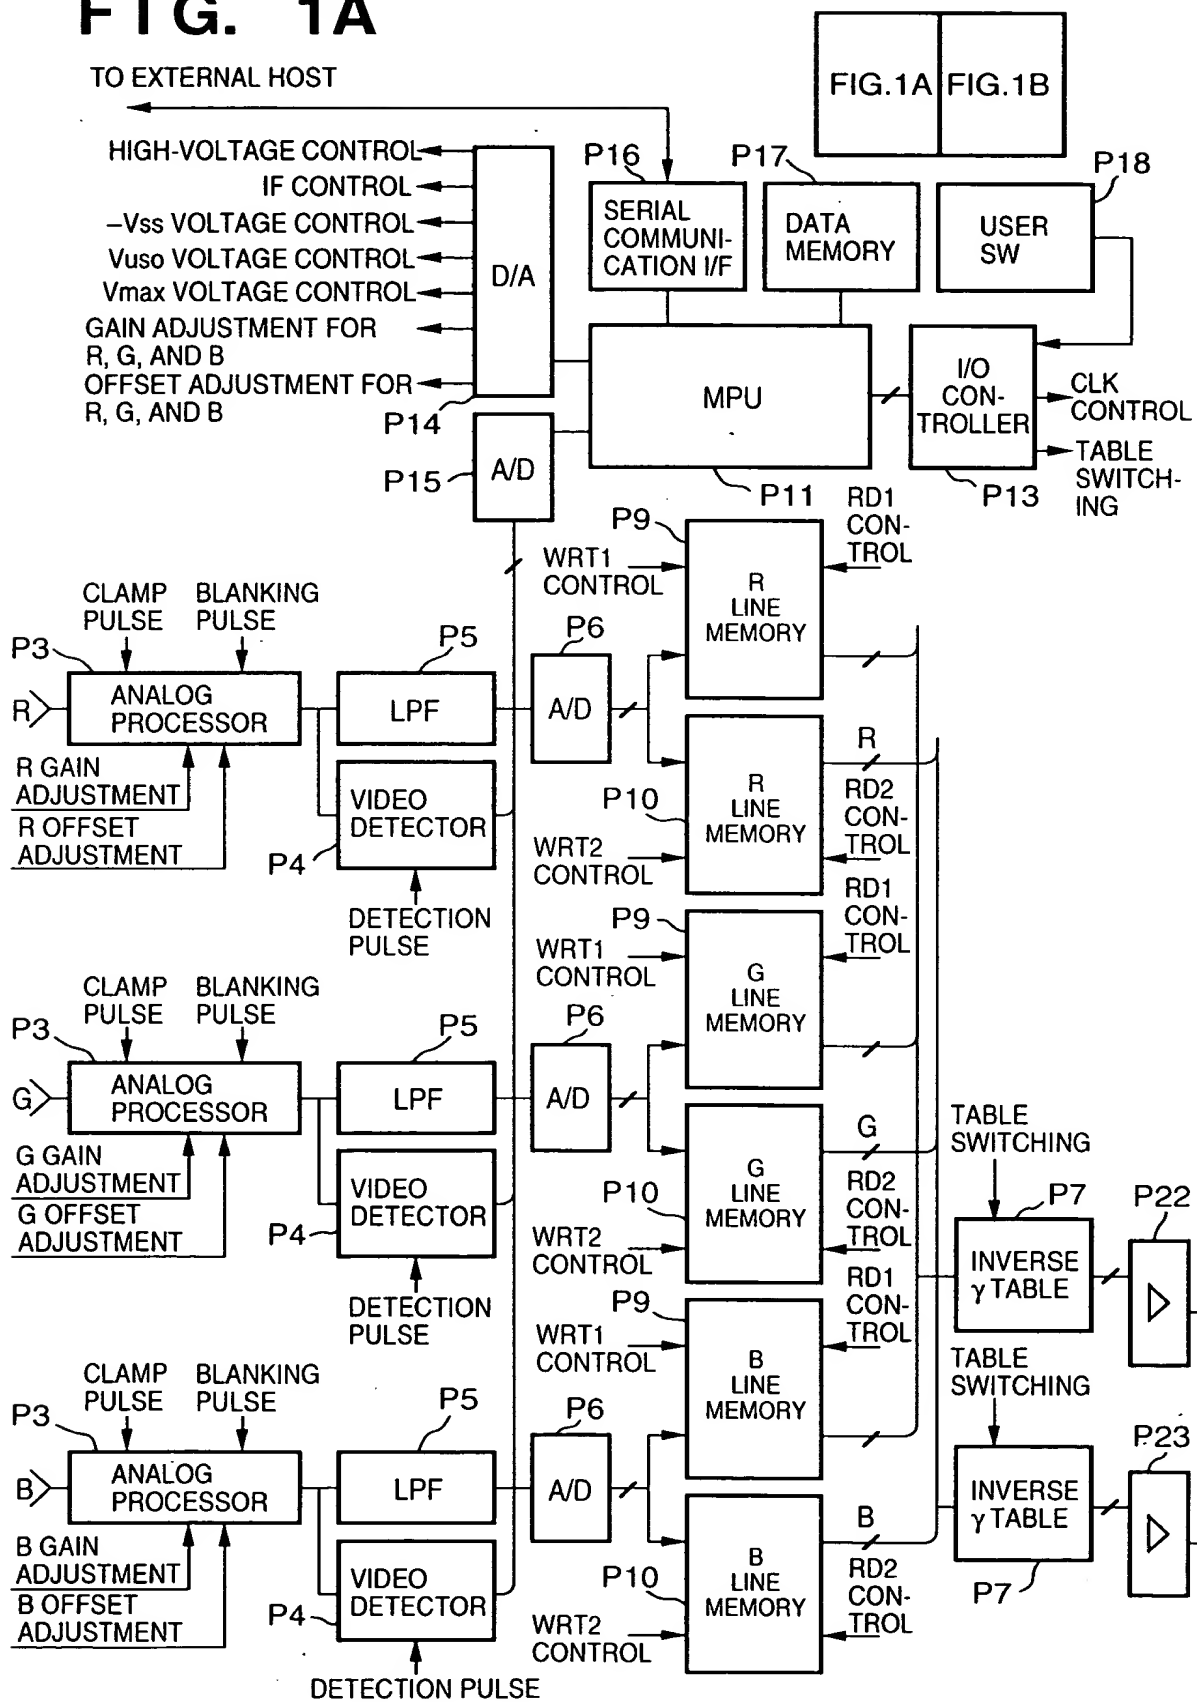 FIG. 1A
TO EXTERNAL HOST
FIG.1A
FIG.1B
HIGH-VOLTAGE CONTROL
IF CONTROL
–Vss VOLTAGE CONTROL
Vuso VOLTAGE CONTROL
Vmax VOLTAGE CONTROL
GAIN ADJUSTMENT FOR
R, G, AND B
OFFSET ADJUSTMENT FOR
R, G, AND B
D/A
P14
P16
SERIAL
COMMUNI-
CATION I/F
P17
DATA
MEMORY
P18
USER
SW
MPU
P11
I/O
CON-
TROLLER
P13
CLK
CONTROL
TABLE
SWITCH-
ING
A/D
P15
CLAMP
PULSE
BLANKING
PULSE
P3
R
ANALOG
PROCESSOR
R GAIN
ADJUSTMENT
R OFFSET
ADJUSTMENT
P5
LPF
VIDEO
DETECTOR
P4
DETECTION
PULSE
P6
A/D
P9
WRT1
CONTROL
R
LINE
MEMORY
RD1
CON-
TROL
P10
WRT2
CONTROL
R
LINE
MEMORY
R
RD2
CON-
TROL
CLAMP
PULSE
BLANKING
PULSE
P3
G
ANALOG
PROCESSOR
G GAIN
ADJUSTMENT
G OFFSET
ADJUSTMENT
P5
LPF
VIDEO
DETECTOR
P4
DETECTION
PULSE
P6
A/D
P9
WRT1
CONTROL
G
LINE
MEMORY
RD1
CON-
TROL
P10
WRT2
CONTROL
G
LINE
MEMORY
G
RD2
CON-
TROL
TABLE
SWITCHING
P7
INVERSE
γ TABLE
P22
CLAMP
PULSE
BLANKING
PULSE
P3
B
ANALOG
PROCESSOR
B GAIN
ADJUSTMENT
B OFFSET
ADJUSTMENT
P5
LPF
VIDEO
DETECTOR
P4
DETECTION PULSE
P6
A/D
P9
WRT1
CONTROL
B
LINE
MEMORY
RD1
CON-
TROL
P10
WRT2
CONTROL
B
LINE
MEMORY
B
RD2
CON-
TROL
TABLE
SWITCHING
INVERSE
γ TABLE
P7
P23